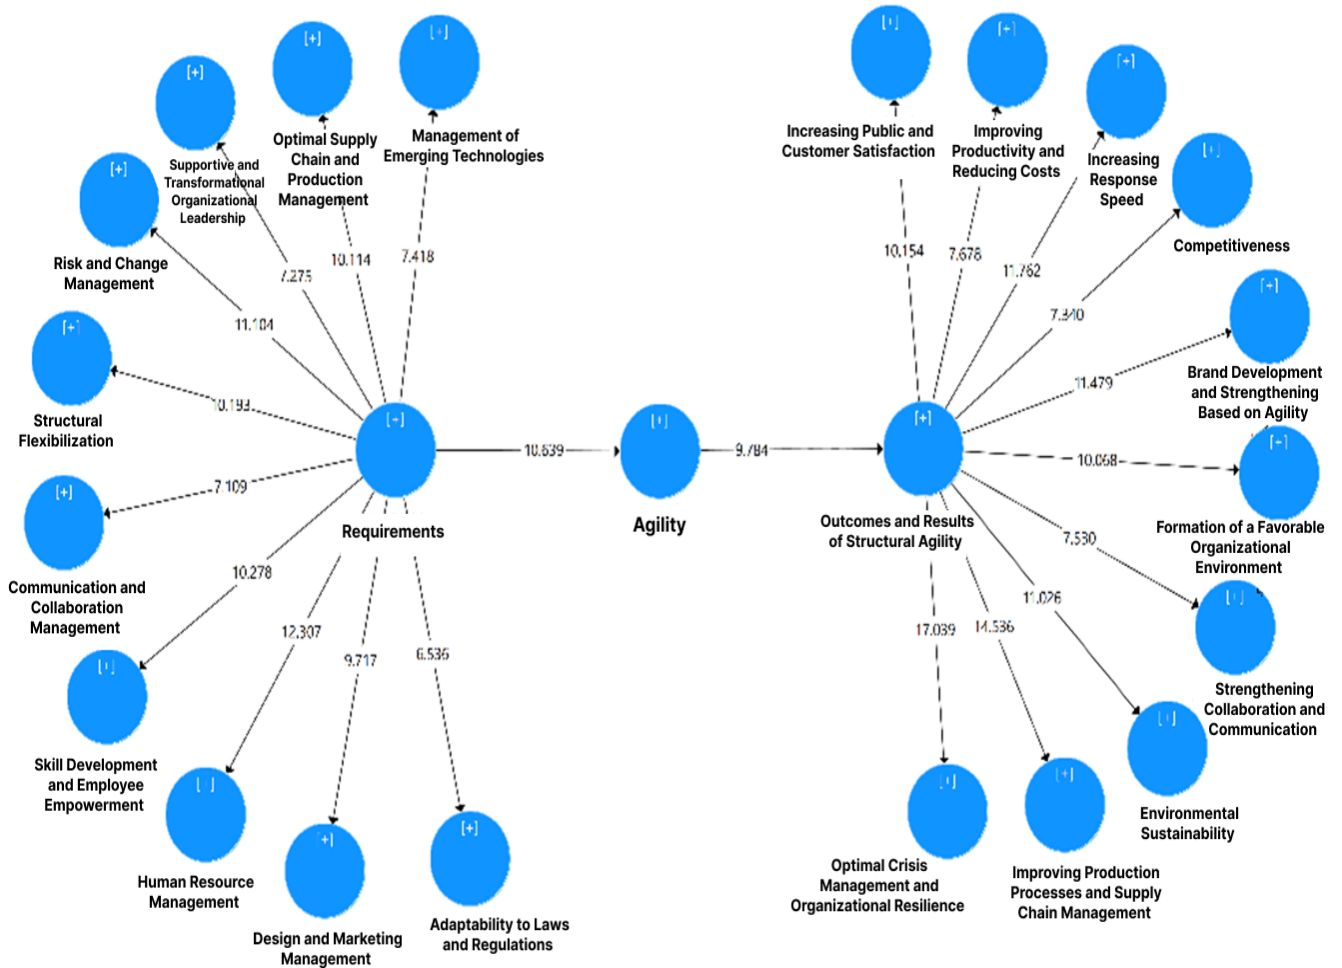 [+]
Management of
Emerging Technologies
7.418
[+]
Optimal Supply
Chain and
Production
Management
10.114
[+]
Supportive and
Transformational
Organizational
Leadership
7.275
[+]
Risk and Change
Management
11.104
[+]
Structural
Flexibilization
10.193
[+]
Communication and
Collaboration
Management
7.109
[+]
Skill Development
and Employee
Empowerment
10.278
[+]
Human Resource
Management
12.307
[+]
Design and Marketing
Management
9.717
[+]
Adaptability to Laws
and Regulations
6.536
[+]
Requirements
10.639
[+]
Agility
9.784
[+]
Outcomes and Results
of Structural Agility
[+]
Increasing Public and
Customer Satisfaction
10.154
[+]
Improving
Productivity and
Reducing Costs
7.678
[+]
Increasing
Response
Speed
11.762
[+]
Competitiveness
7.340
[+]
Brand Development
and Strengthening
Based on Agility
11.479
[+]
Formation of a Favorable
Organizational
Environment
10.068
[+]
Strengthening
Collaboration and
Communication
7.530
[+]
Environmental
Sustainability
11.026
[+]
Improving Production
Processes and Supply
Chain Management
14.536
[+]
Optimal Crisis
Management and
Organizational Resilience
17.039